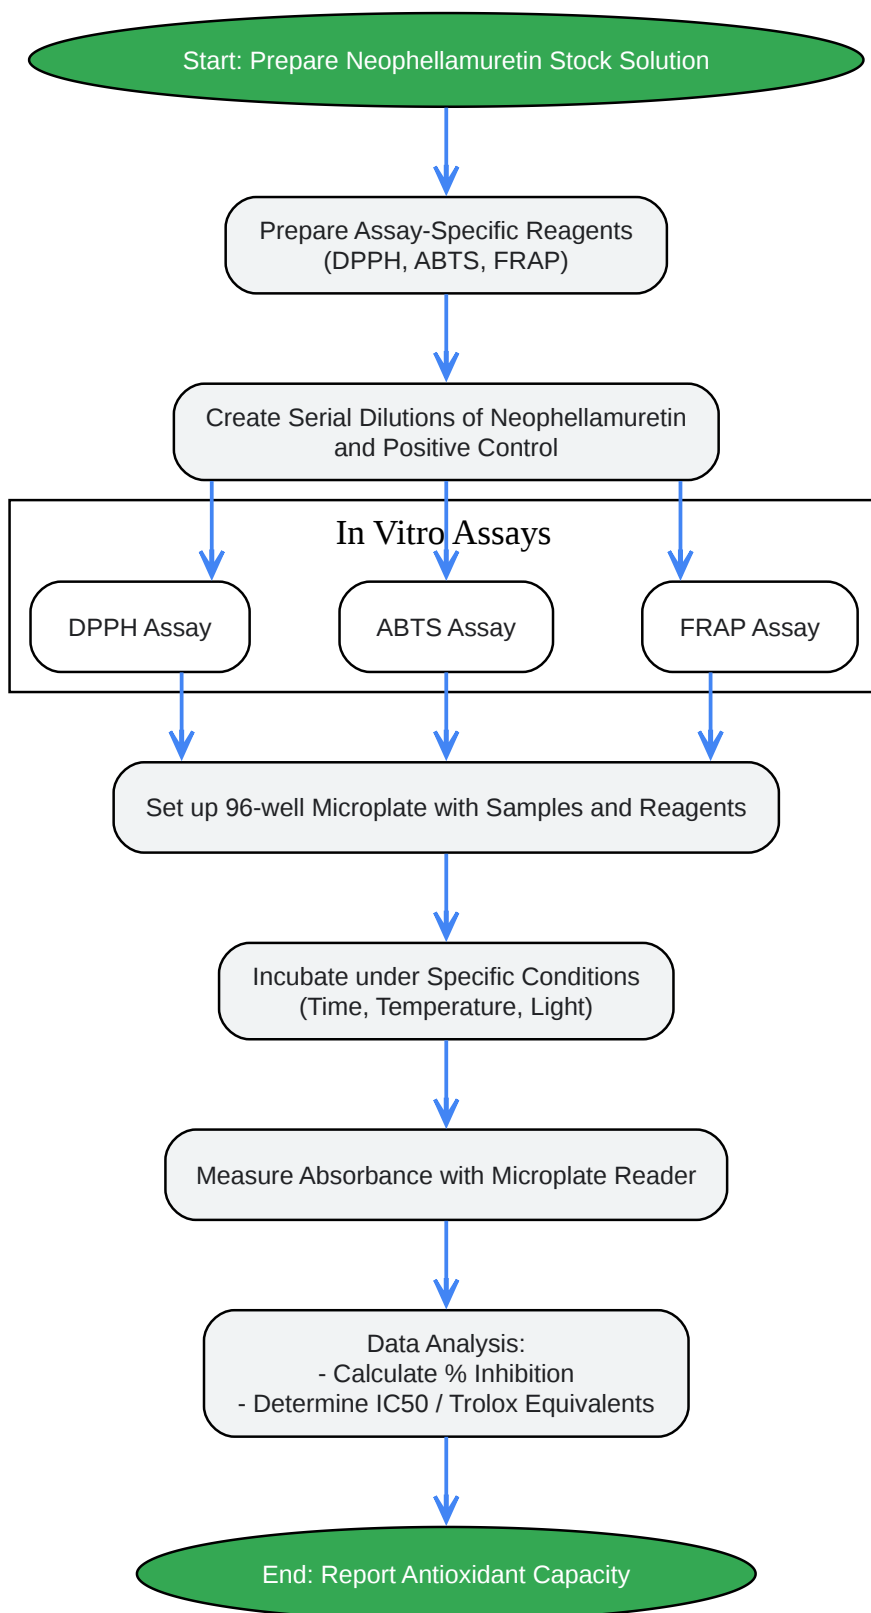 Start: Prepare Neophellamuretin Stock Solution
Prepare Assay-Specific Reagents
(DPPH, ABTS, FRAP)
Create Serial Dilutions of Neophellamuretin
and Positive Control
In Vitro Assays
DPPH Assay
ABTS Assay
FRAP Assay
Set up 96-well Microplate with Samples and Reagents
Incubate under Specific Conditions
(Time, Temperature, Light)
Measure Absorbance with Microplate Reader
Data Analysis:
- Calculate % Inhibition
- Determine IC50 / Trolox Equivalents
End: Report Antioxidant Capacity